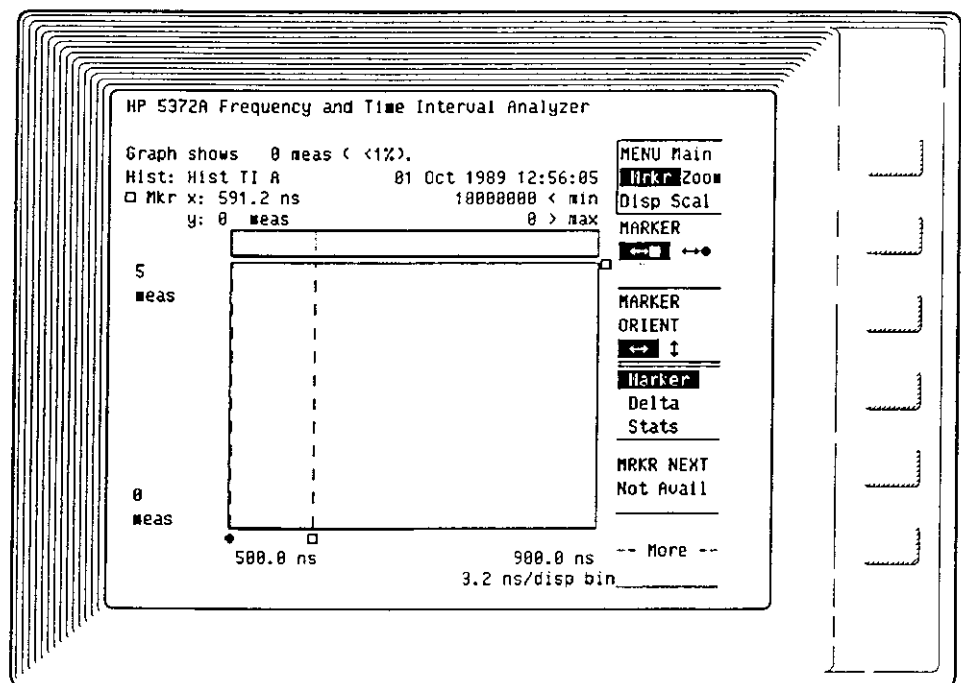 HP 5372A Frequency and Time Interval Analyzer
Graph shows 0 meas ( <1%).
Hist: Hist TI A 01 Oct 1989 12:56:05
Mkr x: 591.2 ns 10000000 < min
y: 0 meas 0 > max
5
meas
0
meas
500.0 ns 900.0 ns
3.2 ns/disp bin
MENU Main
Mrkr Zoom
Disp Scal
MARKER
↔■ ↔●
MARKER
ORIENT
↔ ↕
Marker
Delta
Stats
MRKR NEXT
Not Avail
-- More --